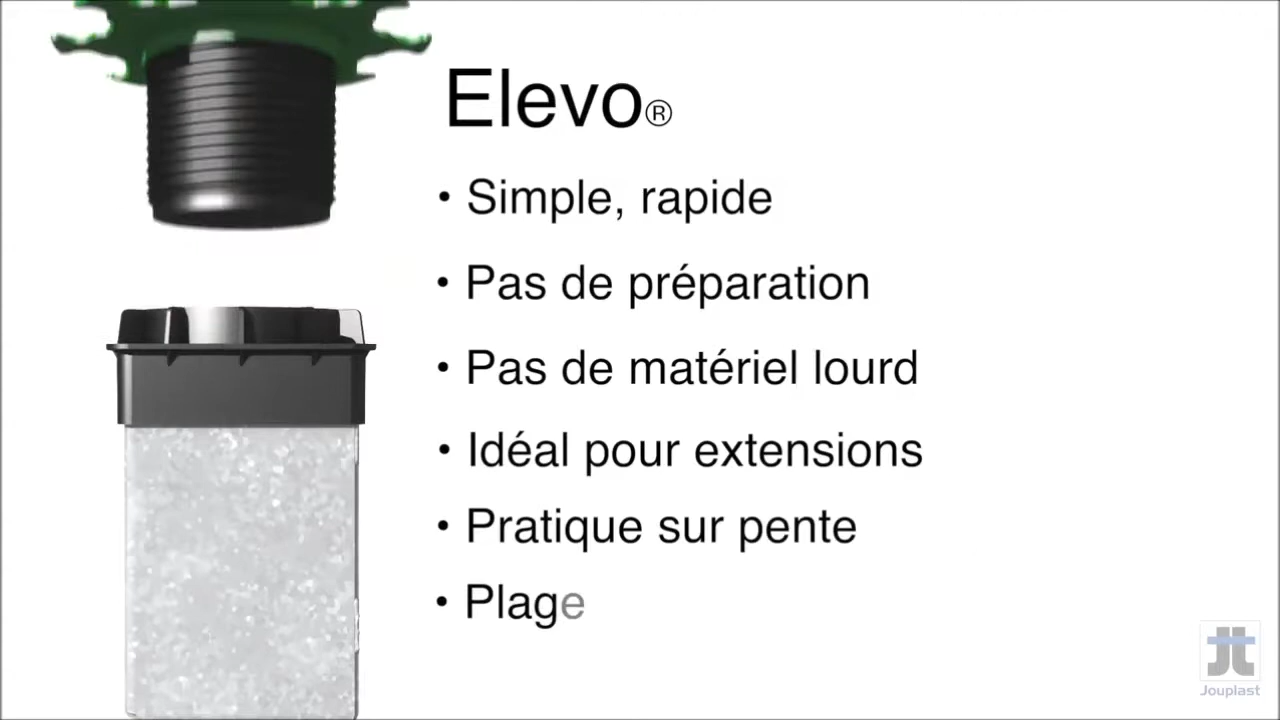 Elevo®
• Simple, rapide
• Pas de préparation
• Pas de matériel lourd
• Idéal pour extensions
• Pratique sur pente
• Plage
Jouplast